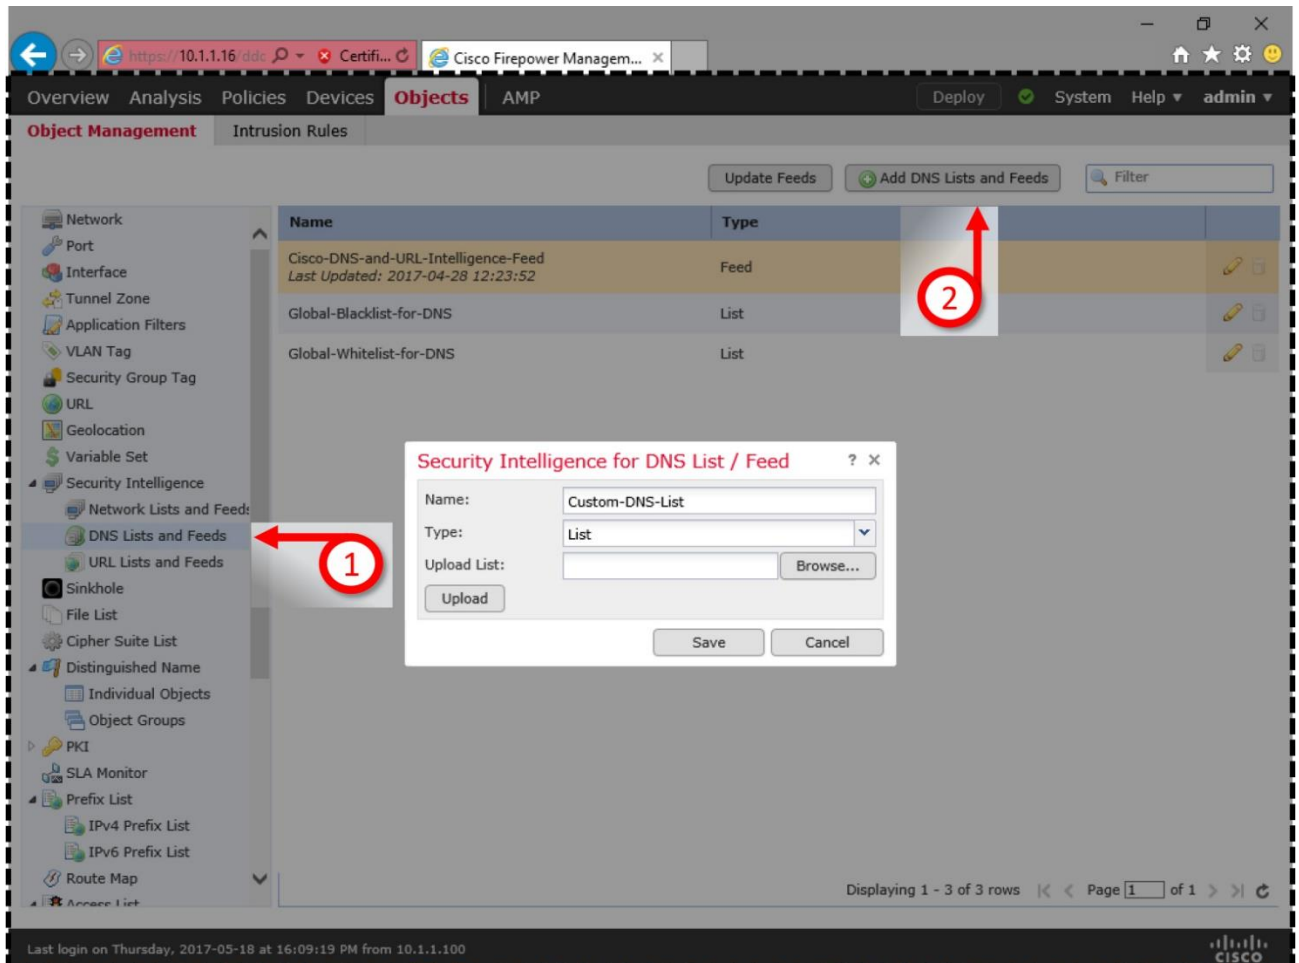 https://10.1.1.16/ddc
Certifi...
Cisco Firepower Managem...
Overview Analysis Policies Devices Objects AMP
Deploy System Help admin
Object Management Intrusion Rules
Update Feeds Add DNS Lists and Feeds Filter
Network
Port
Interface
Tunnel Zone
Application Filters
VLAN Tag
Security Group Tag
URL
Geolocation
Variable Set
Security Intelligence
Network Lists and Feeds
DNS Lists and Feeds
URL Lists and Feeds
Sinkhole
File List
Cipher Suite List
Distinguished Name
Individual Objects
Object Groups
PKI
SLA Monitor
Prefix List
IPv4 Prefix List
IPv6 Prefix List
Route Map
Access List
Name Type
Cisco-DNS-and-URL-Intelligence-Feed
Last Updated: 2017-04-28 12:23:52
Feed
Global-Blacklist-for-DNS List
Global-Whitelist-for-DNS List
1
2
Security Intelligence for DNS List / Feed ?
Name: Custom-DNS-List
Type: List
Upload List: Browse...
Upload
Save Cancel
Displaying 1 - 3 of 3 rows Page 1 of 1
Last login on Thursday, 2017-05-18 at 16:09:19 PM from 10.1.1.100
CISCO